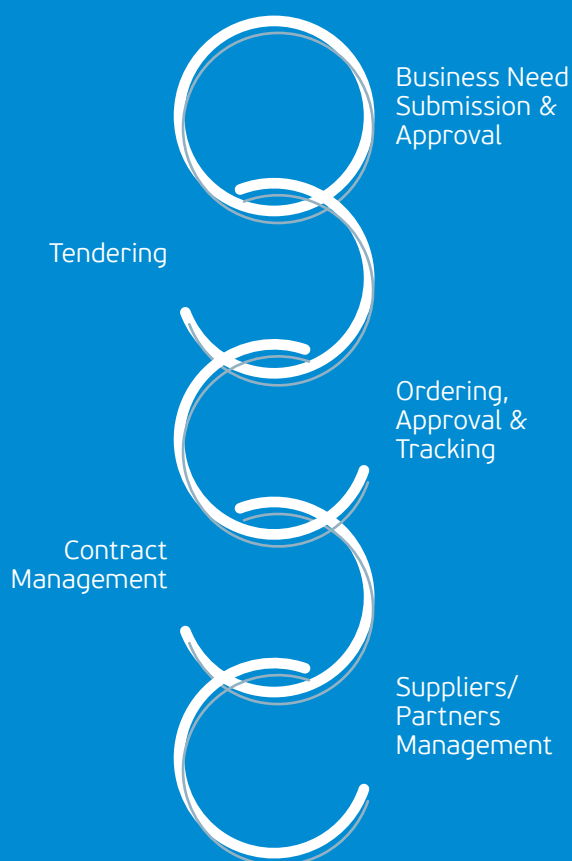 Business Need
Submission &
Approval
Tendering
Ordering,
Approval &
Tracking
Contract
Management
Suppliers/
Partners
Management